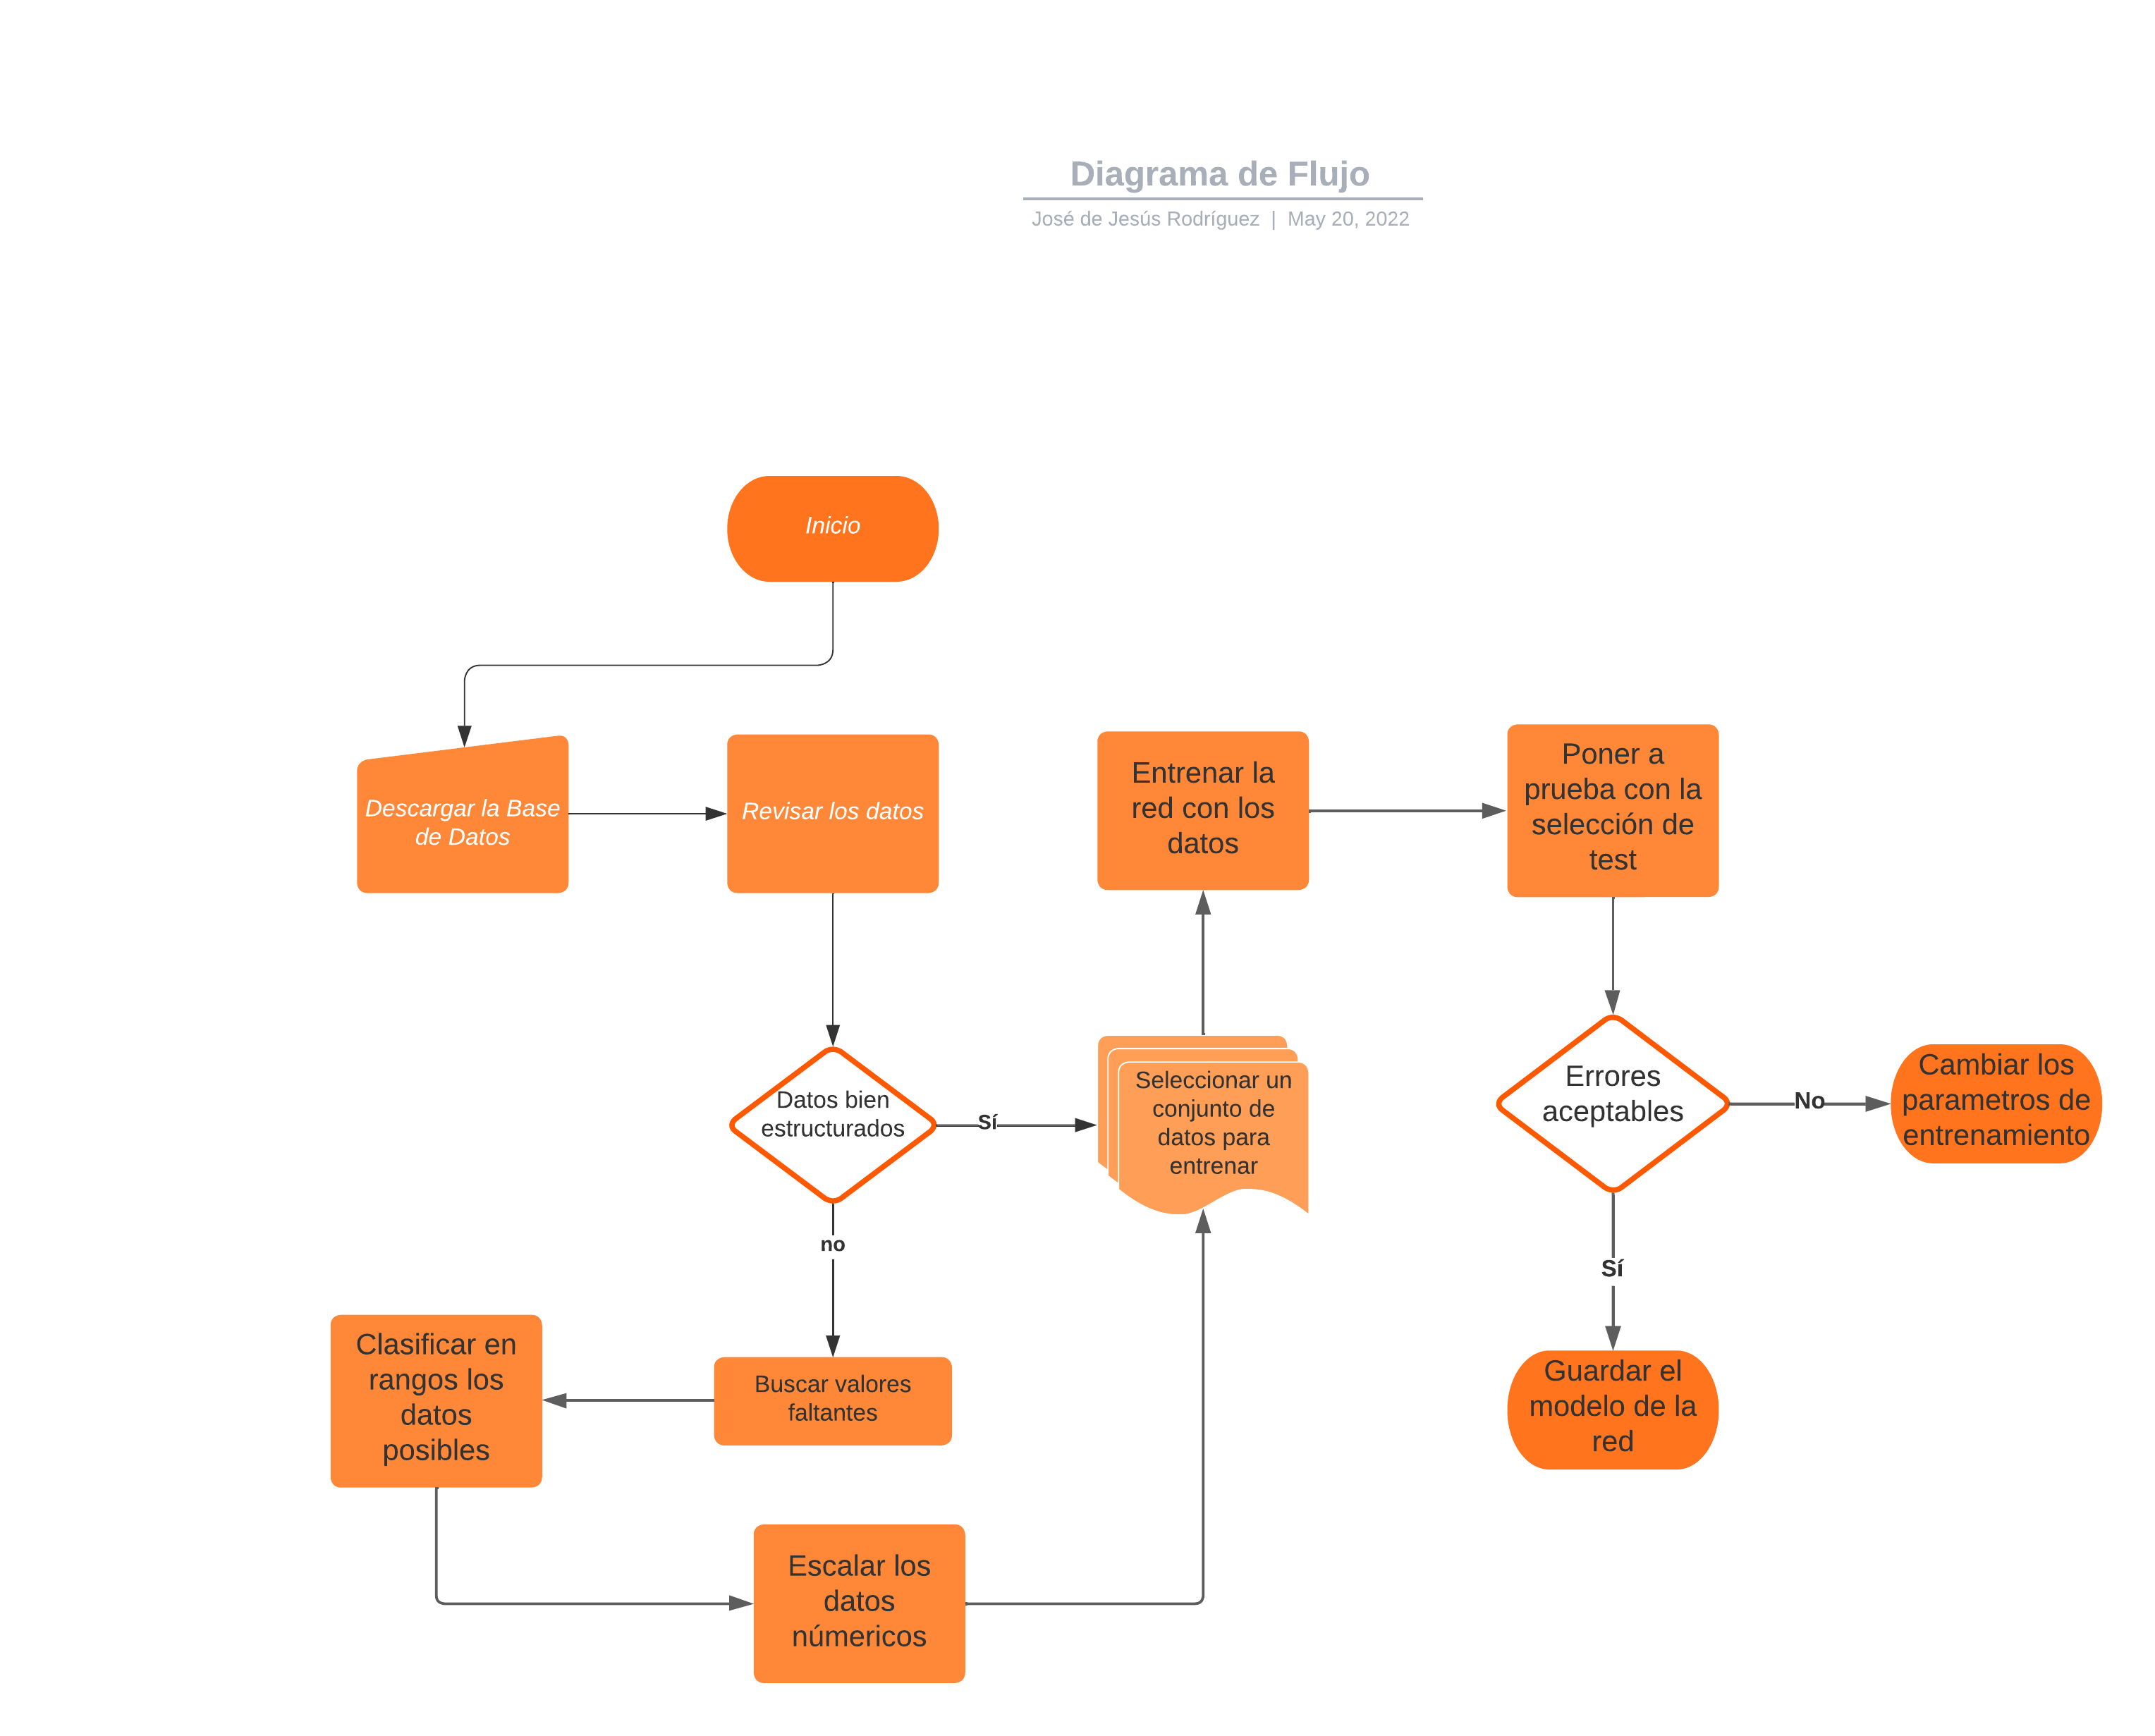 Diagrama de Flujo
José de Jesús Rodríguez | May 20, 2022
Inicio
Descargar la Base
de Datos
Revisar los datos
Entrenar la
red con los
datos
Poner a
prueba con la
selección de
test
Datos bien
estructurados
Sí
Seleccionar un
conjunto de
datos para
entrenar
Errores
aceptables
No
Cambiar los
parametros de
entrenamiento
no
Sí
Clasificar en
rangos los
datos
posibles
Buscar valores
faltantes
Guardar el
modelo de la
red
Escalar los
datos
númericos